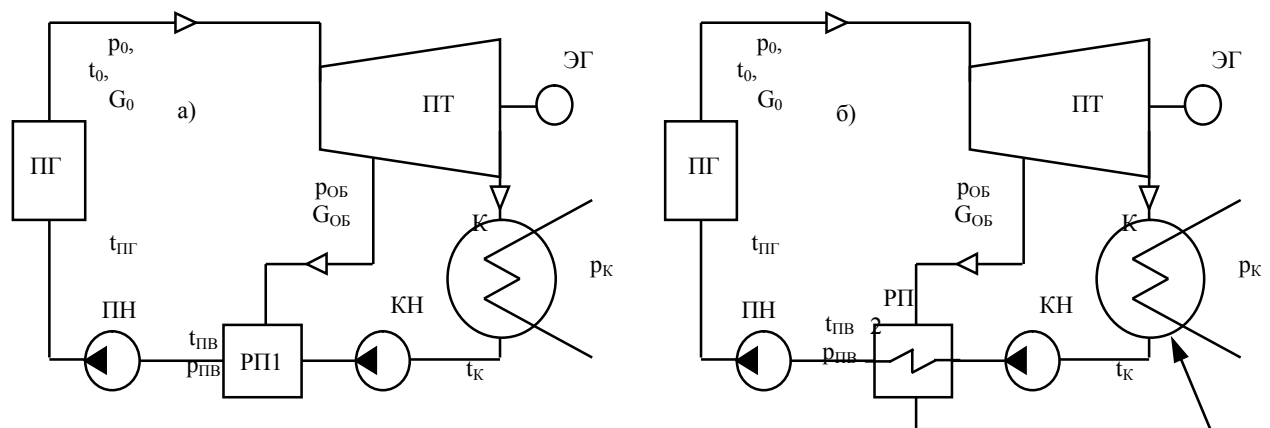 p₀,
t₀,
G₀
а)
ПТ
ЭГ
ПГ
pОБ
GОБ
К
pК
tПГ
ПН
КН
tПВ
pПВ
РП1
tК
p₀,
t₀,
G₀
б)
ПТ
ЭГ
ПГ
pОБ
GОБ
К
pК
tПГ
ПН
РП
2
КН
tПВ
pПВ
tК